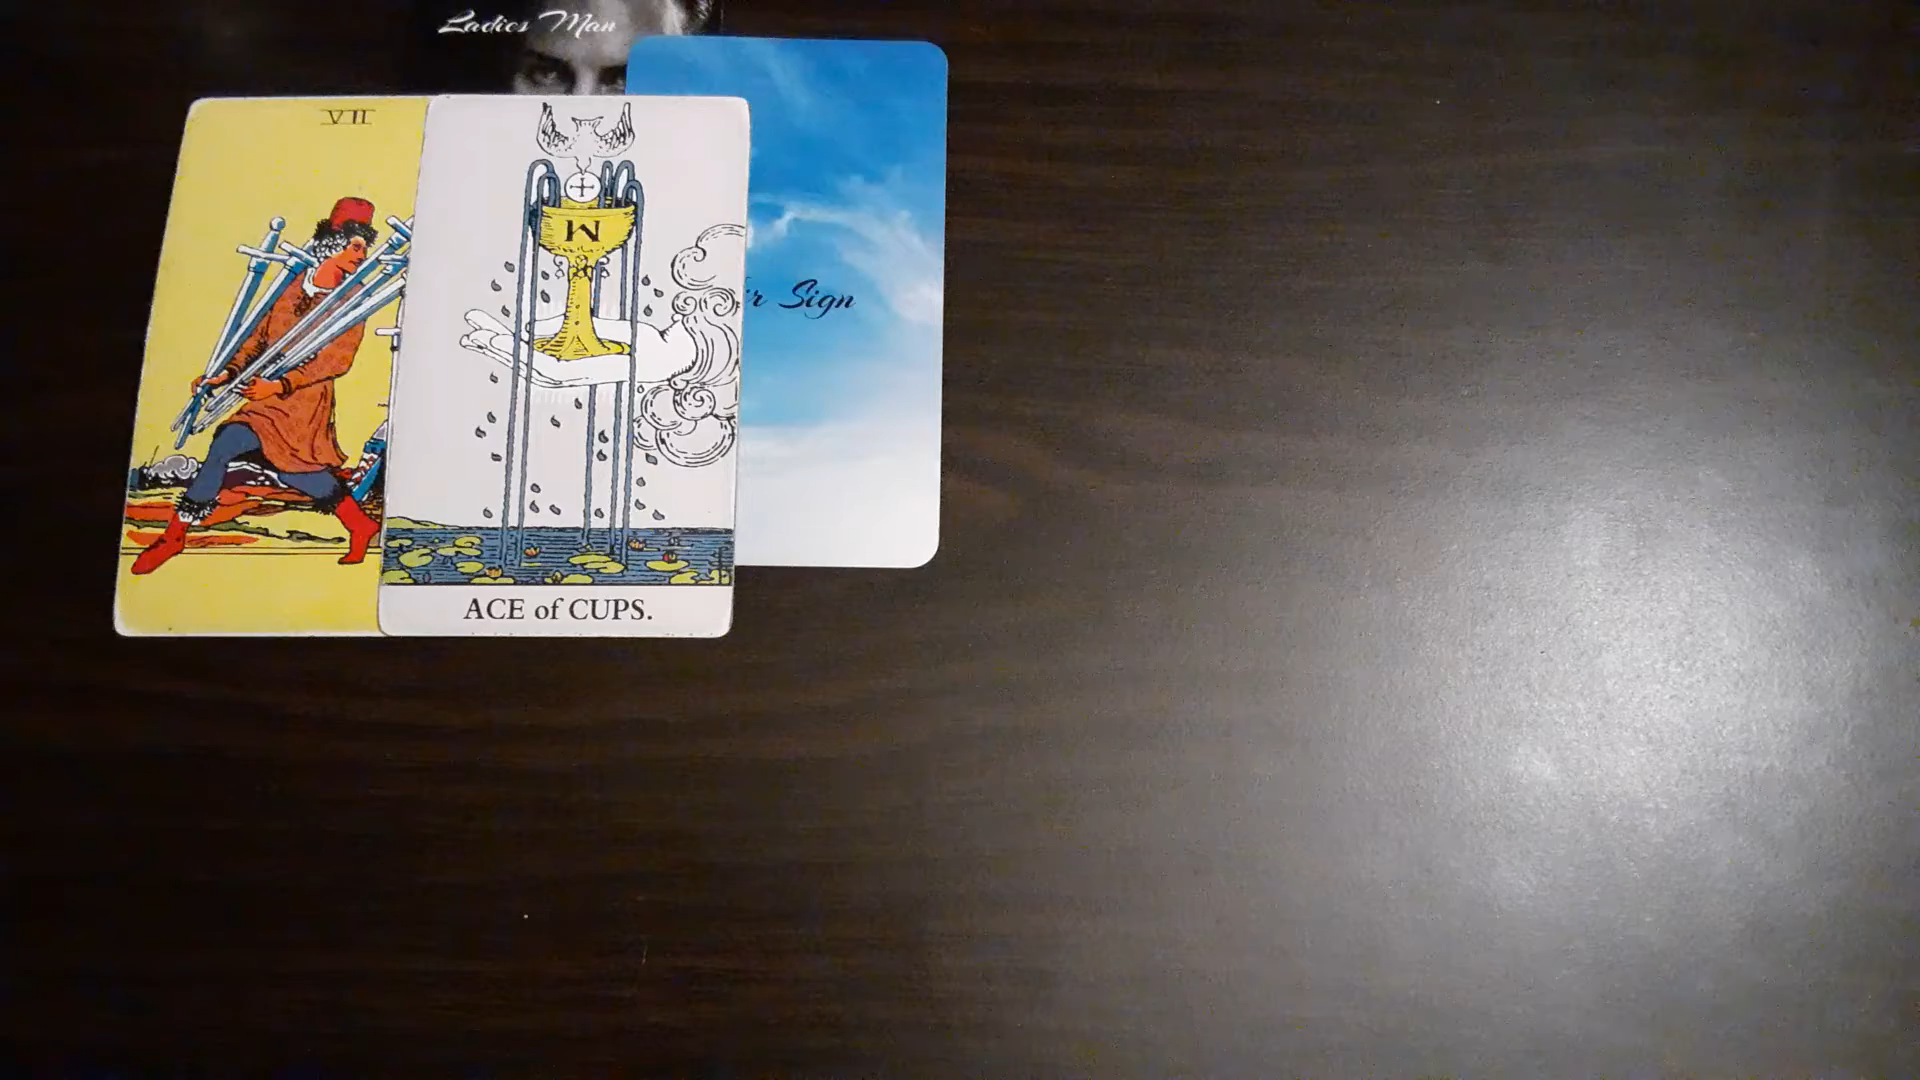 Ladies Man
VII
M
Sign
ACE of CUPS.